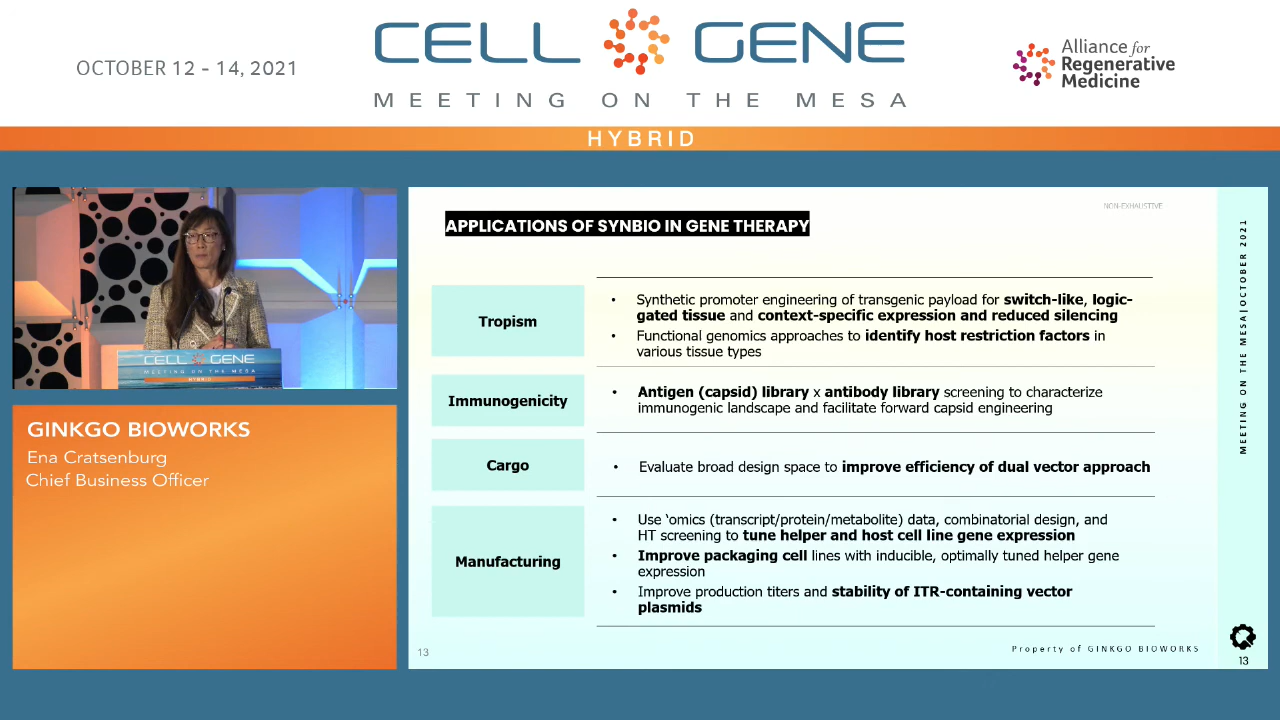 OCTOBER 12 - 14, 2021
CELL GENE
MEETING ON THE MESA
Alliance for
Regenerative
Medicine
HYBRID
CELL GENE
MEETING ON THE MESA
HYBRID
GINKGO BIOWORKS
Ena Cratsenburg
Chief Business Officer
NON-EXHAUSTIVE
APPLICATIONS OF SYNBIO IN GENE THERAPY
Tropism
• Synthetic promoter engineering of transgenic payload for switch-like, logic-
gated tissue and context-specific expression and reduced silencing
• Functional genomics approaches to identify host restriction factors in
various tissue types
Immunogenicity
• Antigen (capsid) library x antibody library screening to characterize
immunogenic landscape and facilitate forward capsid engineering
Cargo
• Evaluate broad design space to improve efficiency of dual vector approach
Manufacturing
• Use ‘omics (transcript/protein/metabolite) data, combinatorial design, and
HT screening to tune helper and host cell line gene expression
• Improve packaging cell lines with inducible, optimally tuned helper gene
expression
• Improve production titers and stability of ITR-containing vector
plasmids
13
Property of GINKGO BIOWORKS
MEETING ON THE MESA|OCTOBER 2021
13